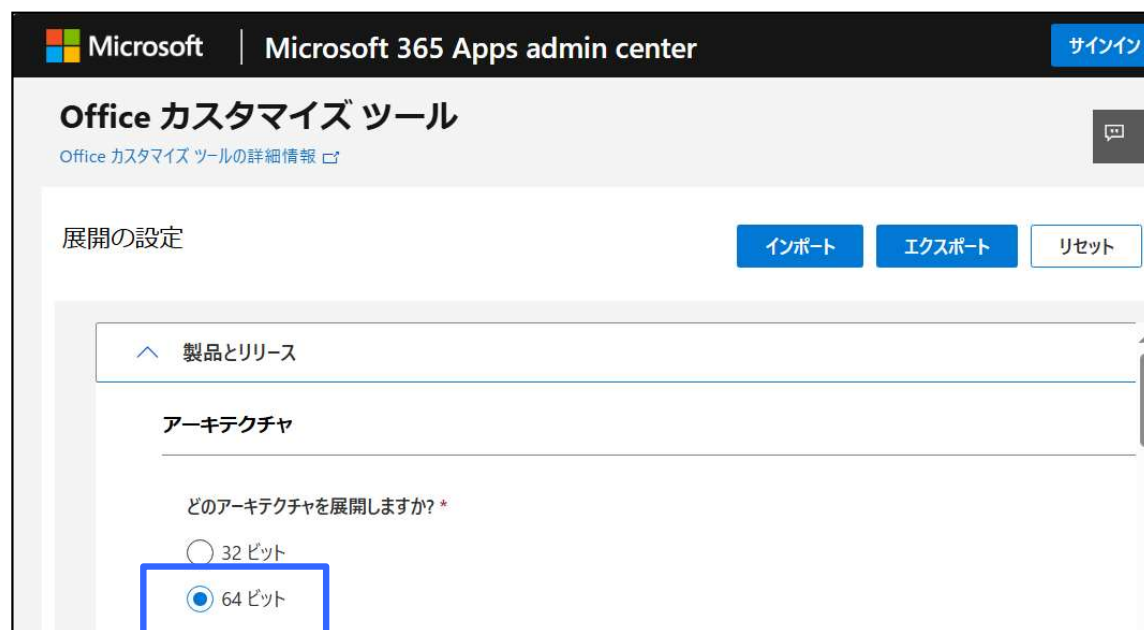 Microsoft | Microsoft 365 Apps admin center サインイン
Office カスタマイズ ツール
Office カスタマイズ ツールの詳細情報
展開の設定 インポート エクスポート リセット
製品とリリース
アーキテクチャ
どのアーキテクチャを展開しますか? *
32 ビット
64 ビット